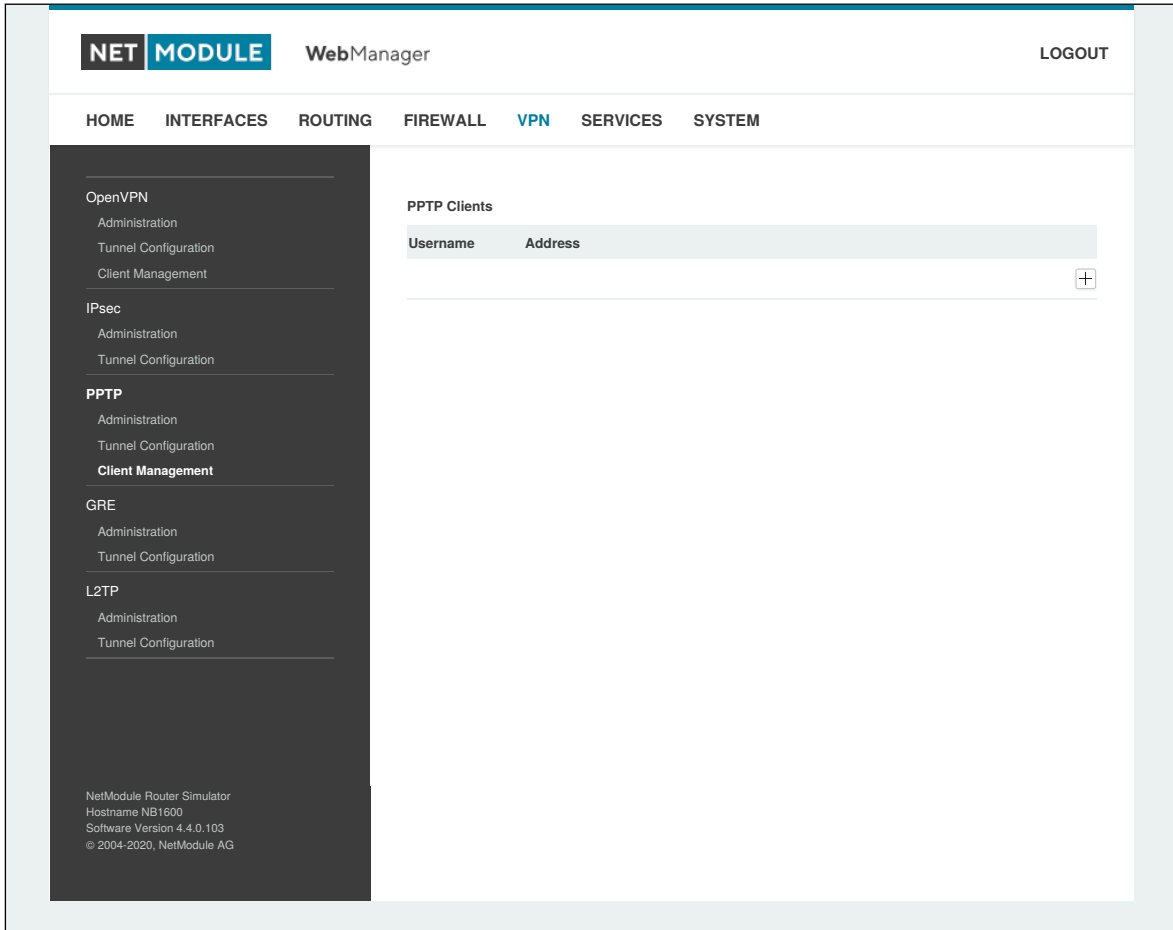 NET MODULE WebManager LOGOUT
HOME INTERFACES ROUTING FIREWALL VPN SERVICES SYSTEM
OpenVPN
Administration
Tunnel Configuration
Client Management
IPsec
Administration
Tunnel Configuration
PPTP
Administration
Tunnel Configuration
Client Management
GRE
Administration
Tunnel Configuration
L2TP
Administration
Tunnel Configuration
NetModule Router Simulator
Hostname NB1600
Software Version 4.4.0.103
© 2004-2020, NetModule AG
PPTP Clients
Username Address